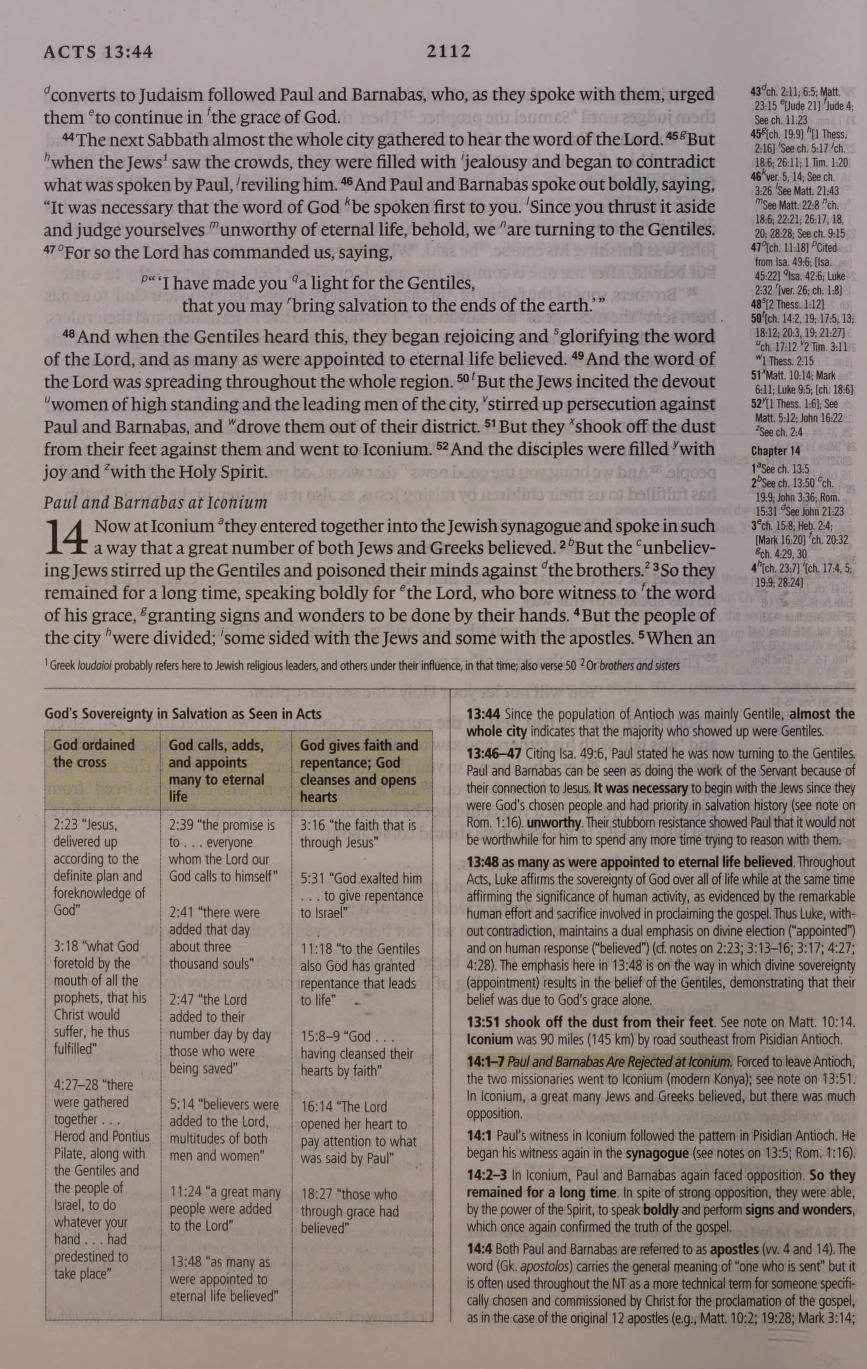 ACTS 13:44
2112
dconverts to Judaism followed Paul and Barnabas, who, as they spoke with them, urged
them eto continue in fthe grace of God.
44 The next Sabbath almost the whole city gathered to hear the word of the Lord. 45 gBut
hwhen the Jews1 saw the crowds, they were filled with ijealousy and began to contradict
what was spoken by Paul, jreviling him. 46 And Paul and Barnabas spoke out boldly, saying,
“It was necessary that the word of God kbe spoken first to you. lSince you thrust it aside
and judge yourselves munworthy of eternal life, behold, we nare turning to the Gentiles.
47 oFor so the Lord has commanded us, saying,
p“‘I have made you qa light for the Gentiles,
that you may rbring salvation to the ends of the earth.’”
48 And when the Gentiles heard this, they began rejoicing and sglorifying the word
of the Lord, and as many as were appointed to eternal life believed. 49 And the word of
the Lord was spreading throughout the whole region. 50 tBut the Jews incited the devout
uwomen of high standing and the leading men of the city, vstirred up persecution against
Paul and Barnabas, and wdrove them out of their district. 51 But they xshook off the dust
from their feet against them and went to Iconium. 52 And the disciples were filled ywith
joy and zwith the Holy Spirit.
Paul and Barnabas at Iconium
14 Now at Iconium athey entered together into the Jewish synagogue and spoke in such
a way that a great number of both Jews and Greeks believed. 2 bBut the cunbeliev-
ing Jews stirred up the Gentiles and poisoned their minds against dthe brothers.2 3 So they
remained for a long time, speaking boldly for ethe Lord, who bore witness to fthe word
of his grace, ggranting signs and wonders to be done by their hands. 4 But the people of
the city hwere divided; isome sided with the Jews and some with the apostles. 5 When an
1 Greek Ioudaioi probably refers here to Jewish religious leaders, and others under their influence, in that time; also verse 50 2 Or brothers and sisters
43 dch. 2:11; 6:5; Matt.
23:15 e[Jude 21] fJude 4;
See ch. 11:23
45 g[ch. 19:9] h[1 Thess.
2:16] iSee ch. 5:17 jch.
18:6; 26:11; 1 Tim. 1:20
46 kver. 5, 14; See ch.
3:26 lSee Matt. 21:43
mSee Matt. 22:8 nch.
18:6; 22:21; 26:17, 18,
20; 28:28; See ch. 9:15
47 o[ch. 11:18] pCited
from Isa. 49:6; [Isa.
45:22] qIsa. 42:6; Luke
2:32 r[ver. 26; ch. 1:8]
48 s[2 Thess. 1:12]
50 t[ch. 14:2, 19; 17:5, 13;
18:12; 20:3, 19; 21:27]
uch. 17:12 v2 Tim. 3:11
w1 Thess. 2:15
51 xMatt. 10:14; Mark
6:11; Luke 9:5; [ch. 18:6]
52 y[1 Thess. 1:6]; See
Matt. 5:12; John 16:22
zSee ch. 2:4
Chapter 14
1 aSee ch. 13:5
2 bSee ch. 13:50 cch.
19:9; John 3:36; Rom.
15:31 dSee John 21:23
3 ech. 15:8; Heb. 2:4;
[Mark 16:20] fch. 20:32
gch. 4:29, 30
4 h[ch. 23:7] i[ch. 17:4, 5;
19:9; 28:24]
God's Sovereignty in Salvation as Seen in Acts
God ordained
the cross
God calls, adds,
and appoints
many to eternal
life
God gives faith and
repentance; God
cleanses and opens
hearts
2:23 “Jesus,
delivered up
according to the
definite plan and
foreknowledge of
God”
3:18 “what God
foretold by the
mouth of all the
prophets, that his
Christ would
suffer, he thus
fulfilled”
4:27–28 “there
were gathered
together . . .
Herod and Pontius
Pilate, along with
the Gentiles and
the people of
Israel, to do
whatever your
hand . . . had
predestined to
take place”
2:39 “the promise is
to . . . everyone
whom the Lord our
God calls to himself”
2:41 “there were
added that day
about three
thousand souls”
2:47 “the Lord
added to their
number day by day
those who were
being saved”
5:14 “believers were
added to the Lord,
multitudes of both
men and women”
11:24 “a great many
people were added
to the Lord”
13:48 “as many as
were appointed to
eternal life believed”
3:16 “the faith that is
through Jesus”
5:31 “God exalted him
. . . to give repentance
to Israel”
11:18 “to the Gentiles
also God has granted
repentance that leads
to life”
15:8–9 “God . . .
having cleansed their
hearts by faith”
16:14 “The Lord
opened her heart to
pay attention to what
was said by Paul”
18:27 “those who
through grace had
believed”
13:44 Since the population of Antioch was mainly Gentile, almost the
whole city indicates that the majority who showed up were Gentiles.
13:46–47 Citing Isa. 49:6, Paul stated he was now turning to the Gentiles.
Paul and Barnabas can be seen as doing the work of the Servant because of
their connection to Jesus. It was necessary to begin with the Jews since they
were God's chosen people and had priority in salvation history (see note on
Rom. 1:16). unworthy. Their stubborn resistance showed Paul that it would not
be worthwhile for him to spend any more time trying to reason with them.
13:48 as many as were appointed to eternal life believed. Throughout
Acts, Luke affirms the sovereignty of God over all of life while at the same time
affirming the significance of human activity, as evidenced by the remarkable
human effort and sacrifice involved in proclaiming the gospel. Thus Luke, with-
out contradiction, maintains a dual emphasis on divine election (“appointed”)
and on human response (“believed”) (cf. notes on 2:23; 3:13–16; 3:17; 4:27;
4:28). The emphasis here in 13:48 is on the way in which divine sovereignty
(appointment) results in the belief of the Gentiles, demonstrating that their
belief was due to God's grace alone.
13:51 shook off the dust from their feet. See note on Matt. 10:14.
Iconium was 90 miles (145 km) by road southeast from Pisidian Antioch.
14:1–7 Paul and Barnabas Are Rejected at Iconium. Forced to leave Antioch,
the two missionaries went to Iconium (modern Konya); see note on 13:51.
In Iconium, a great many Jews and Greeks believed, but there was much
opposition.
14:1 Paul's witness in Iconium followed the pattern in Pisidian Antioch. He
began his witness again in the synagogue (see notes on 13:5; Rom. 1:16).
14:2–3 In Iconium, Paul and Barnabas again faced opposition. So they
remained for a long time. In spite of strong opposition, they were able,
by the power of the Spirit, to speak boldly and perform signs and wonders,
which once again confirmed the truth of the gospel.
14:4 Both Paul and Barnabas are referred to as apostles (vv. 4 and 14). The
word (Gk. apostolos) carries the general meaning of “one who is sent” but it
is often used throughout the NT as a more technical term for someone specifi-
cally chosen and commissioned by Christ for the proclamation of the gospel,
as in the case of the original 12 apostles (e.g., Matt. 10:2; 19:28; Mark 3:14;